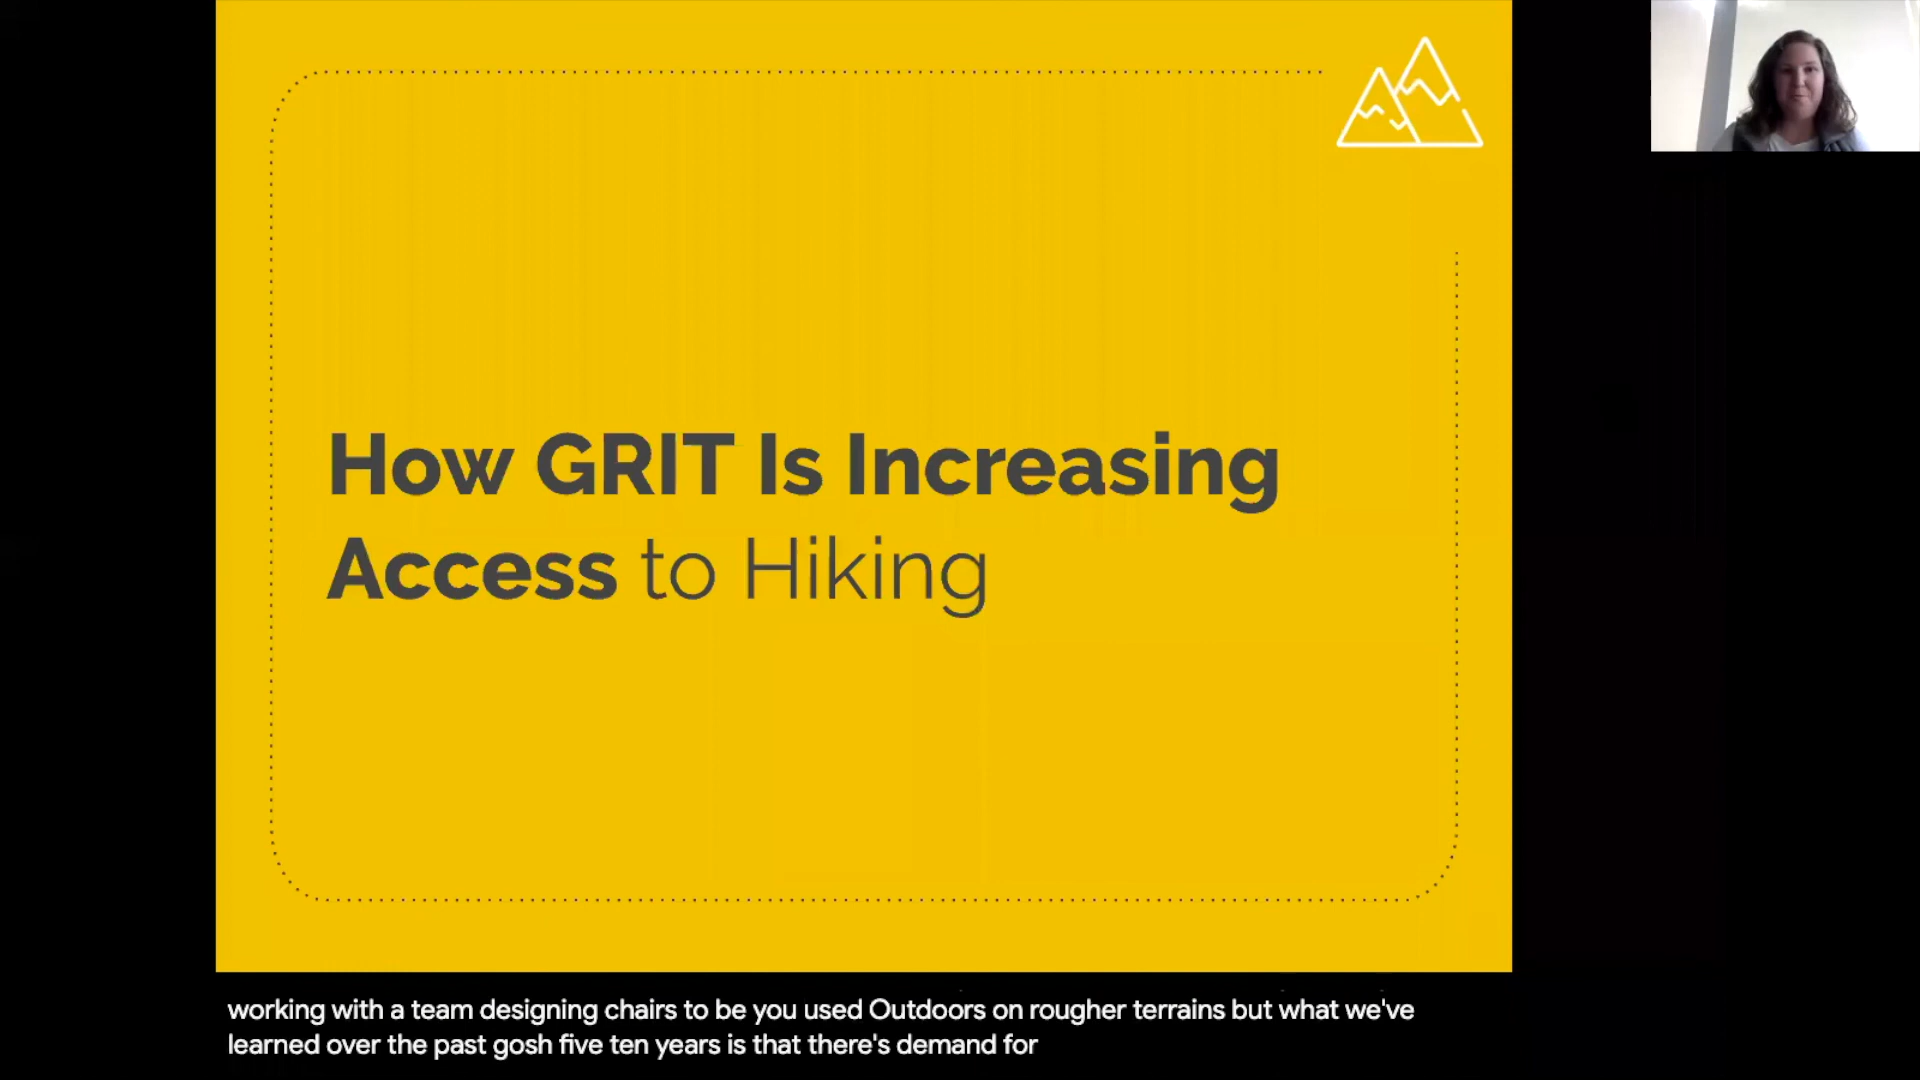 How GRIT Is Increasing
Access to Hiking
working with a team designing chairs to be you used Outdoors on rougher terrains but what we've
learned over the past gosh five ten years is that there's demand for